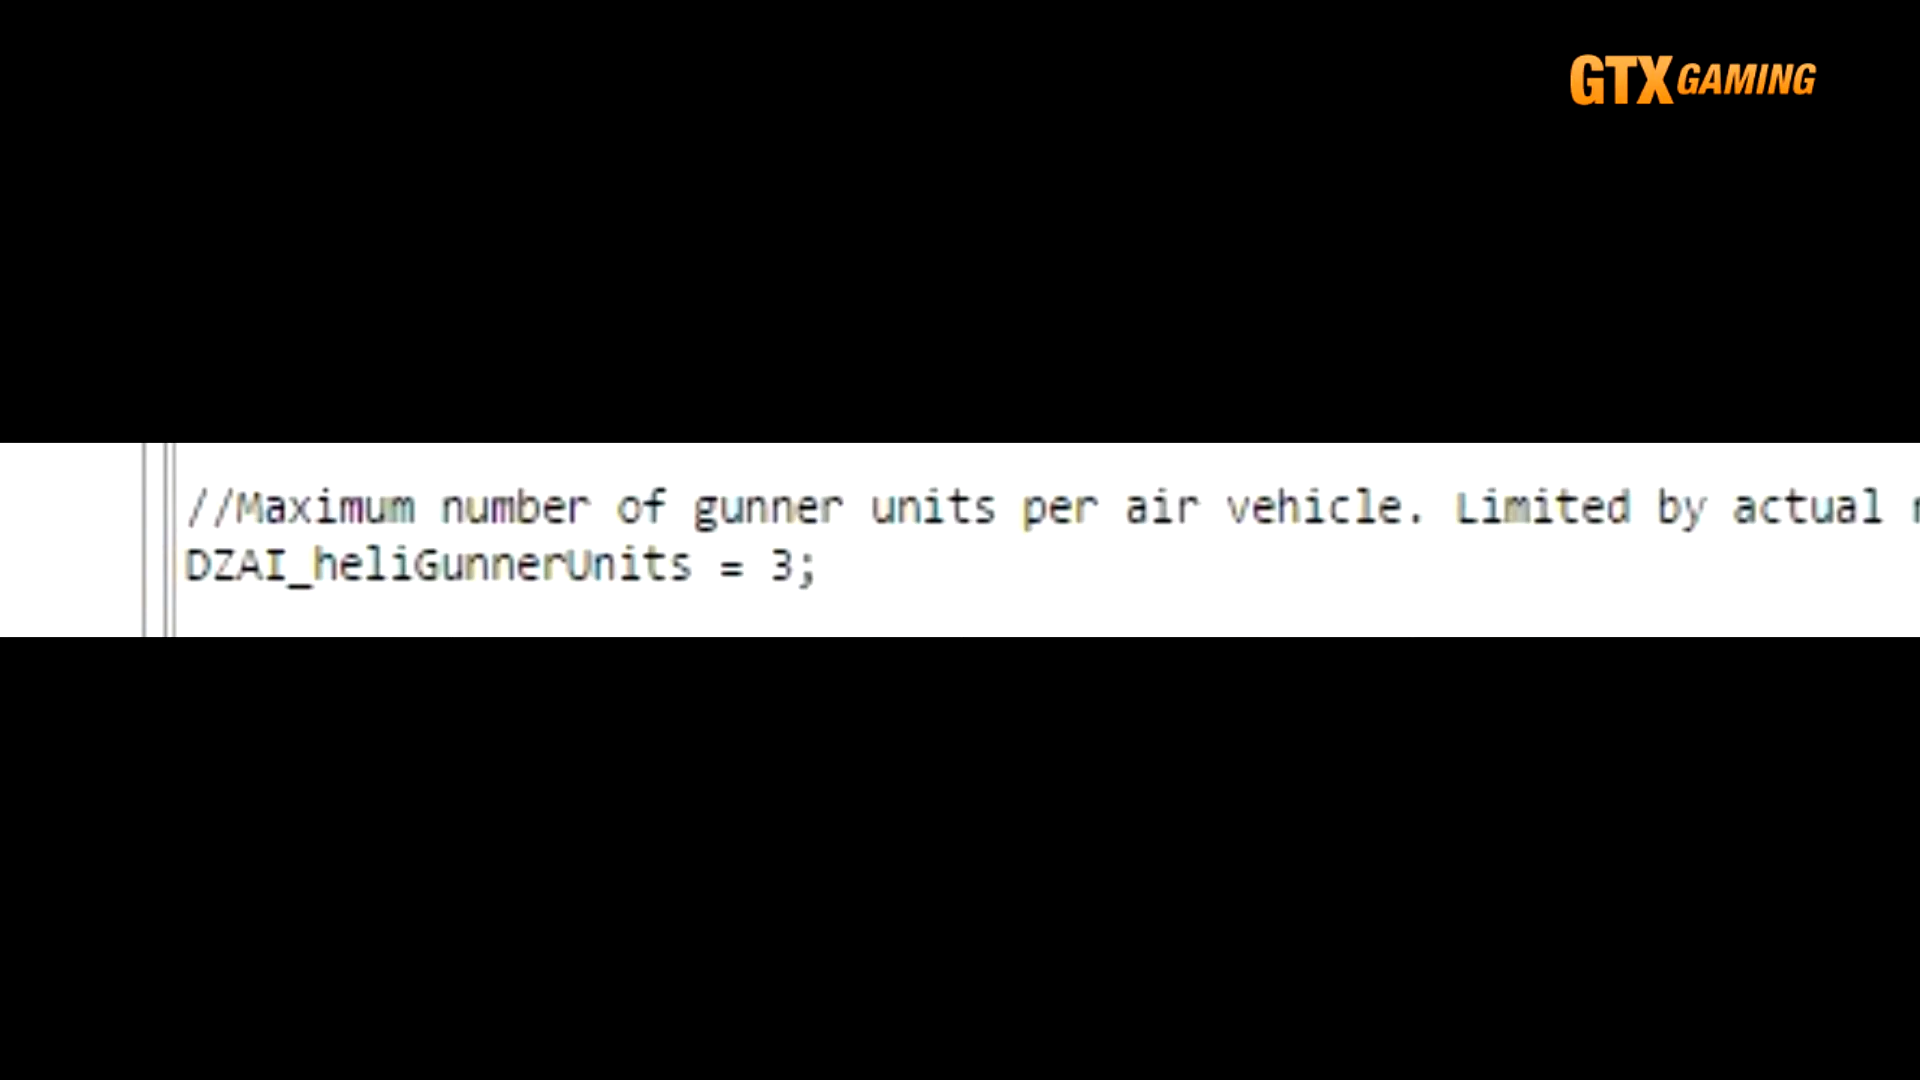 GTX GAMING
//Maximum number of gunner units per air vehicle. Limited by actual
DZAI_heliGunnerUnits = 3;